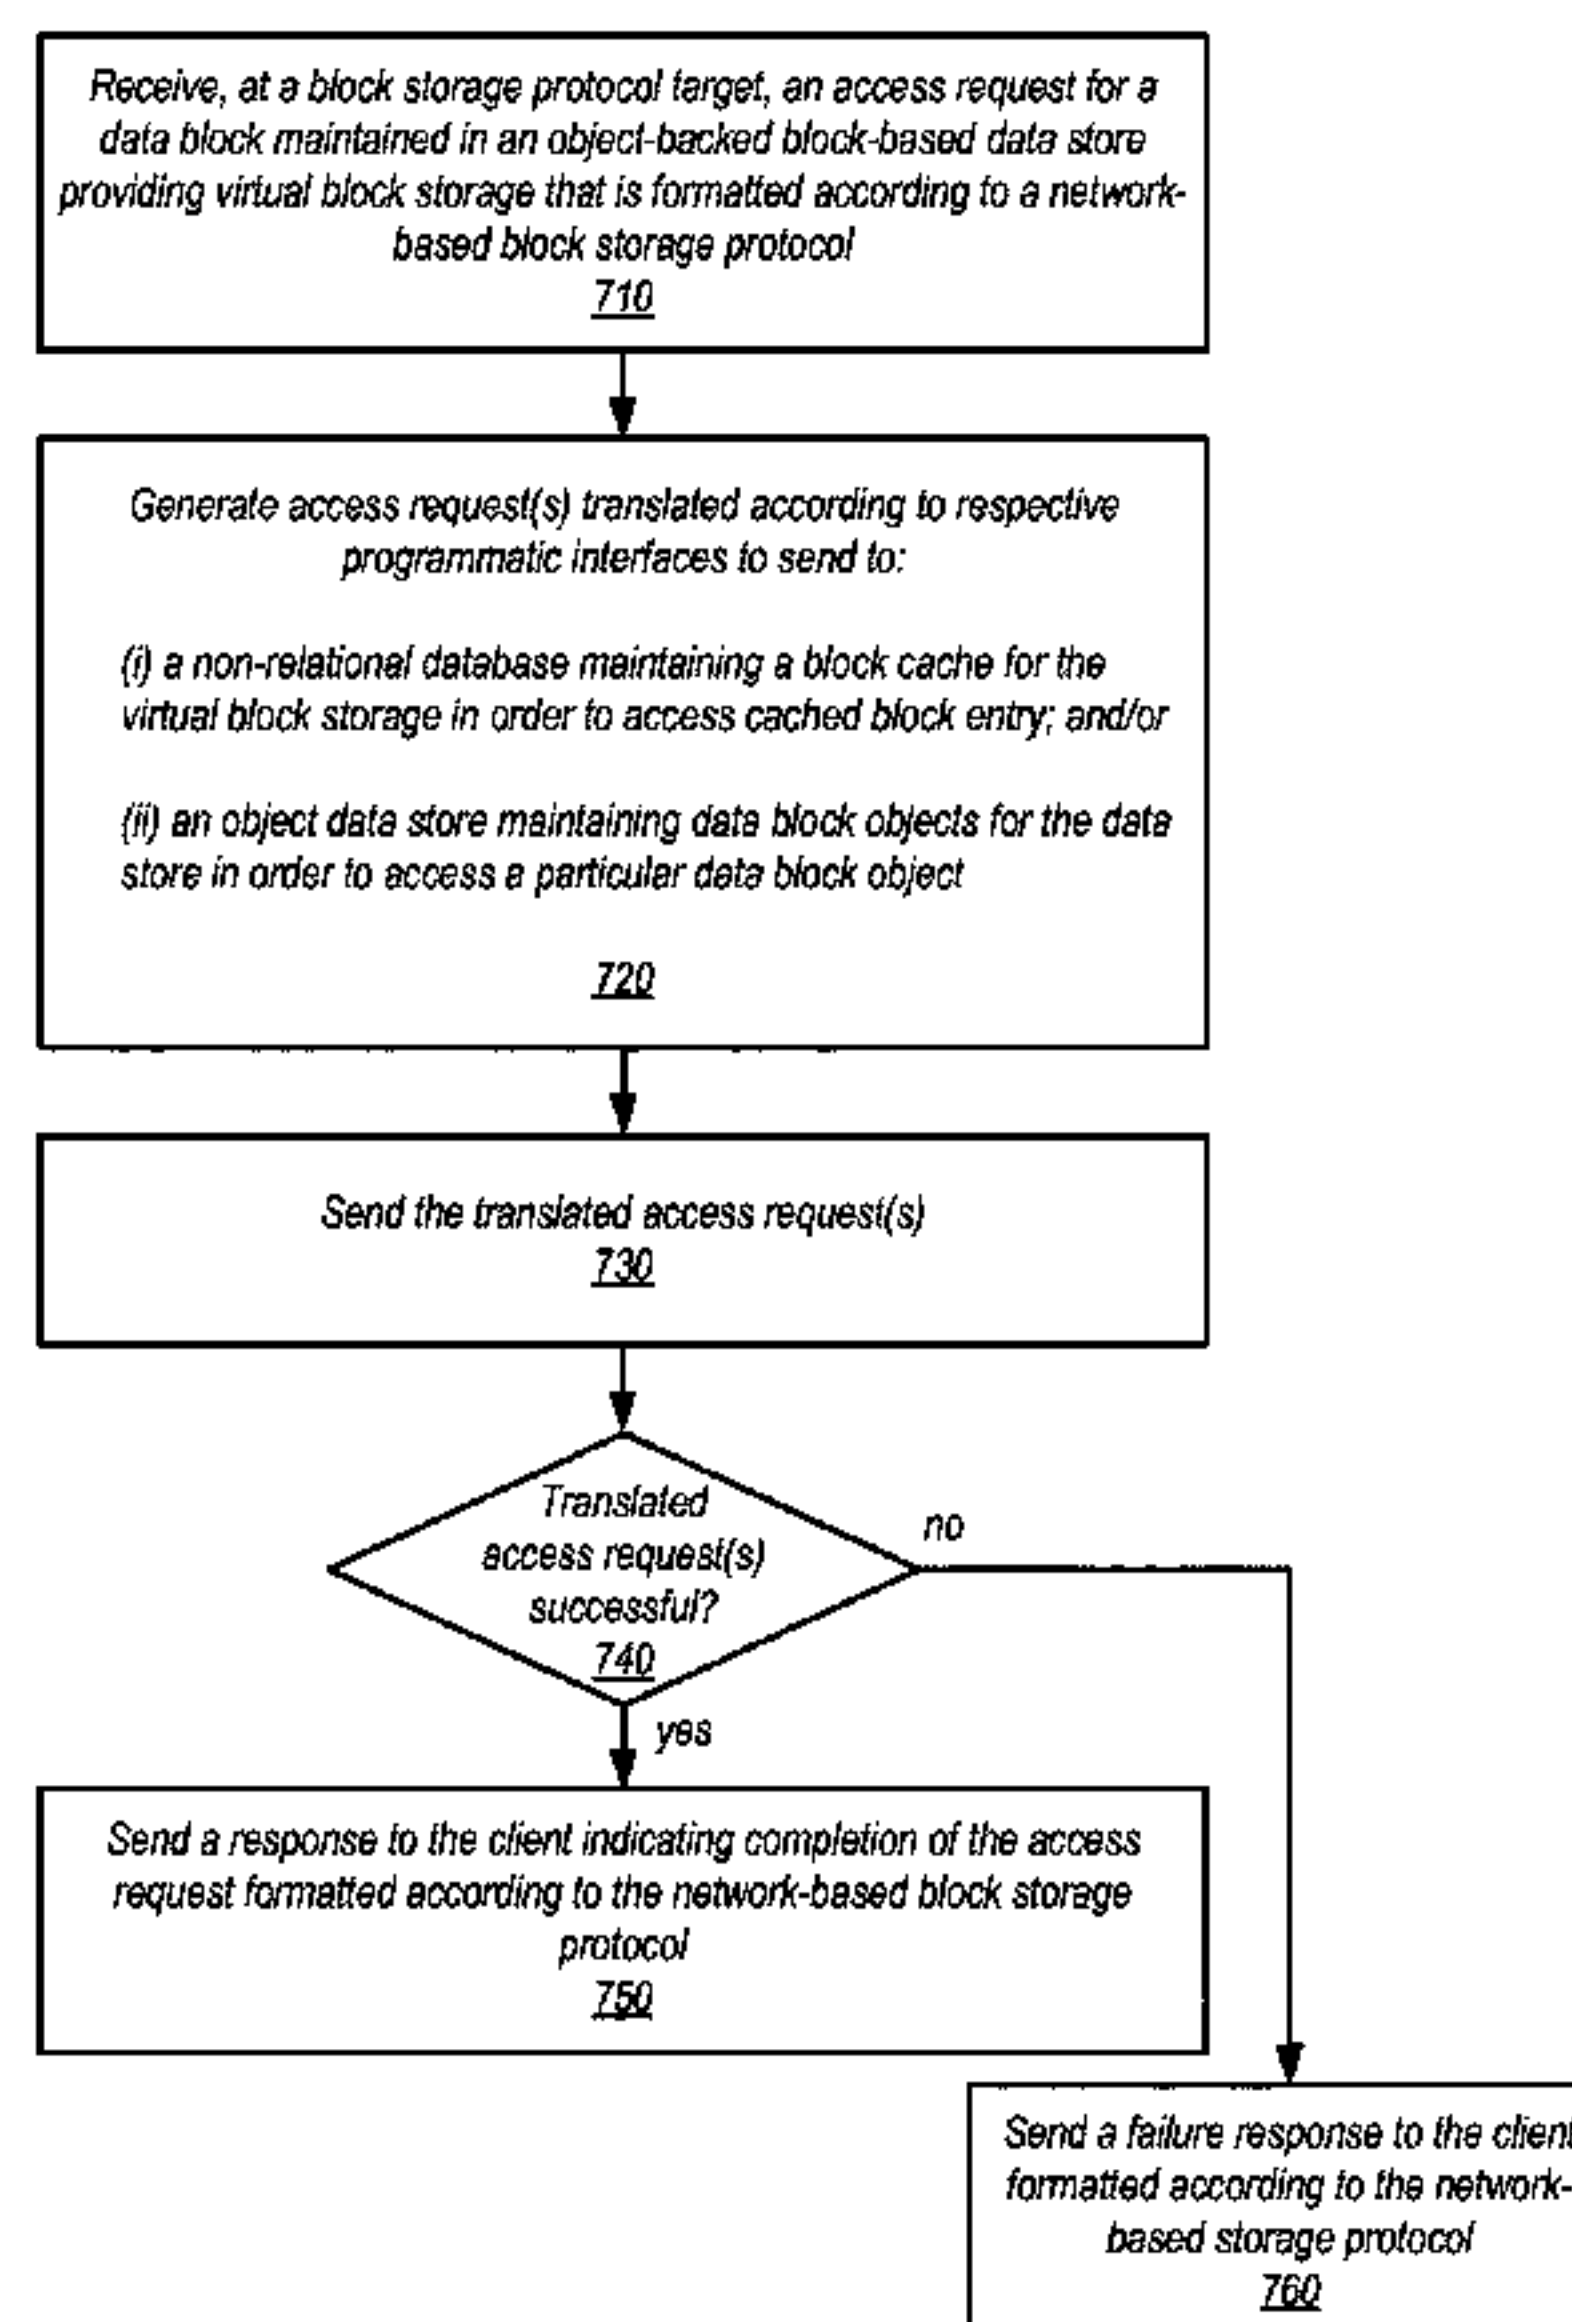 Receive, at a block storage protocol target, an access request for a
data block maintained in an object-backed block-based data store
providing virtual block storage that is formatted according to a network-
based block storage protocol
710
Generate access request(s) translated according to respective
programmatic interfaces to send to:
(i) a non-relational database maintaining a block cache for the
virtual block storage in order to access cached block entry; and/or
(ii) an object data store maintaining data block objects for the data
store in order to access a particular data block object
720
Send the translated access request(s)
730
Translated
access request(s)
successful?
740
no
yes
Send a response to the client indicating completion of the access
request formatted according to the network-based block storage
protocol
750
Send a failure response to the client
formatted according to the network-
based storage protocol
760